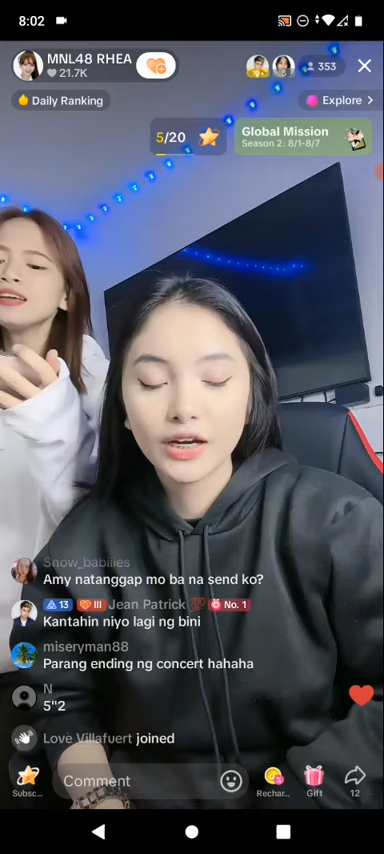 8:02
MNL48 RHEA
21.7K
353
Daily Ranking
Explore
5/20
Global Mission
Season 2: 8/1-8/7
Snow_babiiies
Amy natanggap mo ba na send ko?
13 III Jean Patrick 💯 No. 1
Kantahin niyo lagi ng bini
miseryman88
Parang ending ng concert hahaha
N
5"2
Love Villafuert joined
Comment
Subsc...
Rechar...
Gift
12